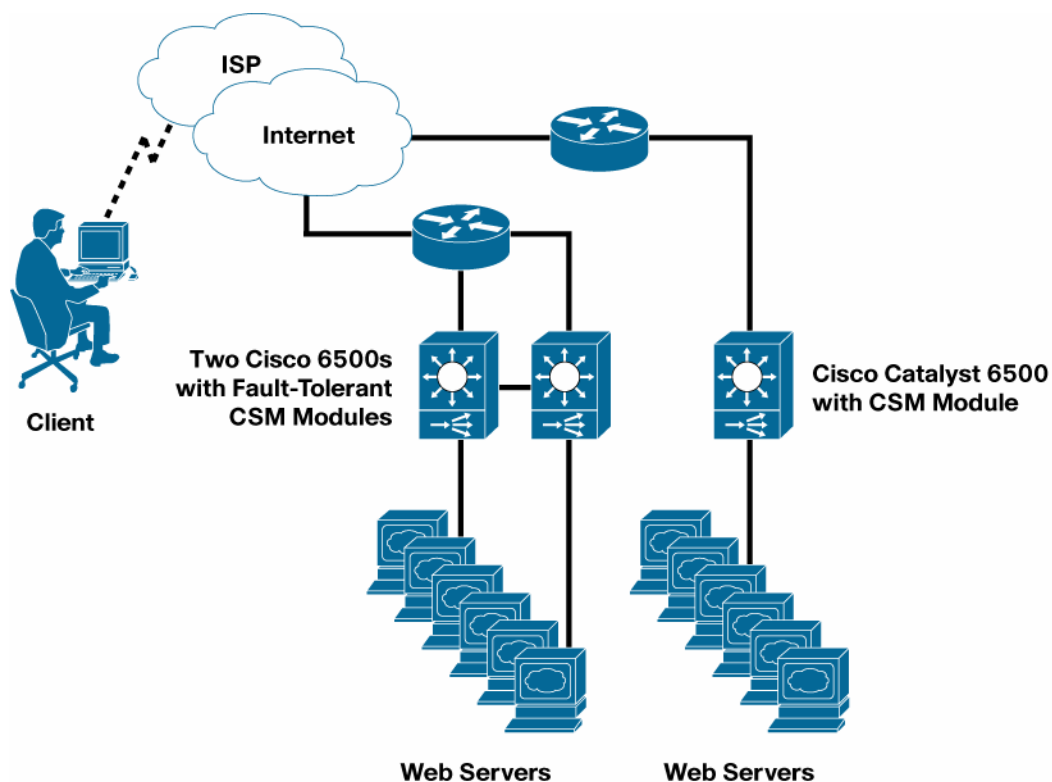 ISP
Internet
Client
Two Cisco 6500s
with Fault-Tolerant
CSM Modules
Cisco Catalyst 6500
with CSM Module
Web Servers
Web Servers